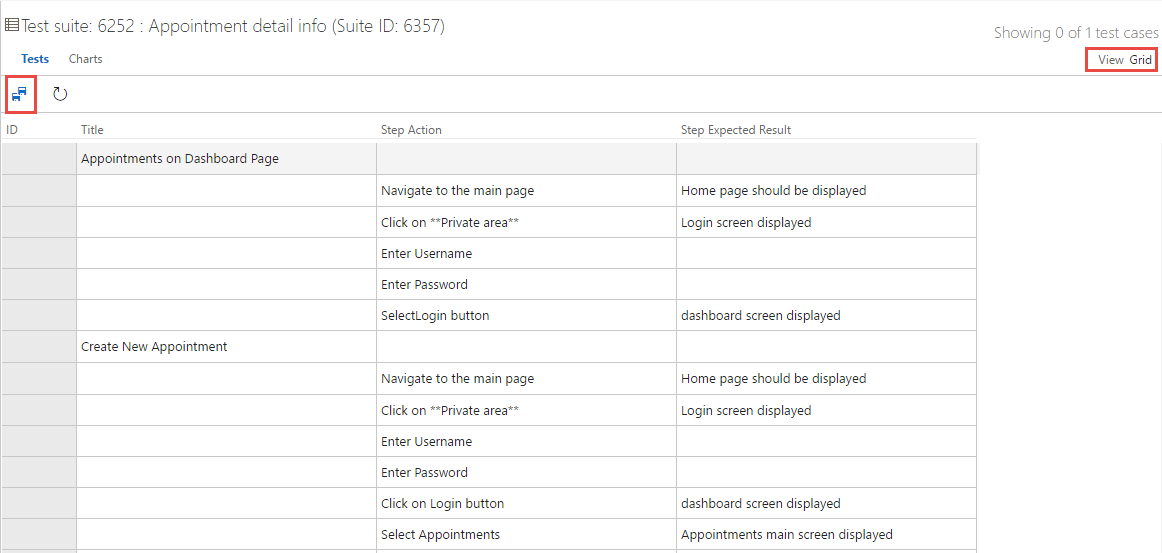 Test suite: 6252 : Appointment detail info (Suite ID: 6357)
Showing 0 of 1 test cases
Tests Charts
View Grid
ID Title Step Action Step Expected Result
Appointments on Dashboard Page
Navigate to the main page Home page should be displayed
Click on **Private area** Login screen displayed
Enter Username
Enter Password
SelectLogin button dashboard screen displayed
Create New Appointment
Navigate to the main page Home page should be displayed
Click on **Private area** Login screen displayed
Enter Username
Enter Password
Click on Login button dashboard screen displayed
Select Appointments Appointments main screen displayed